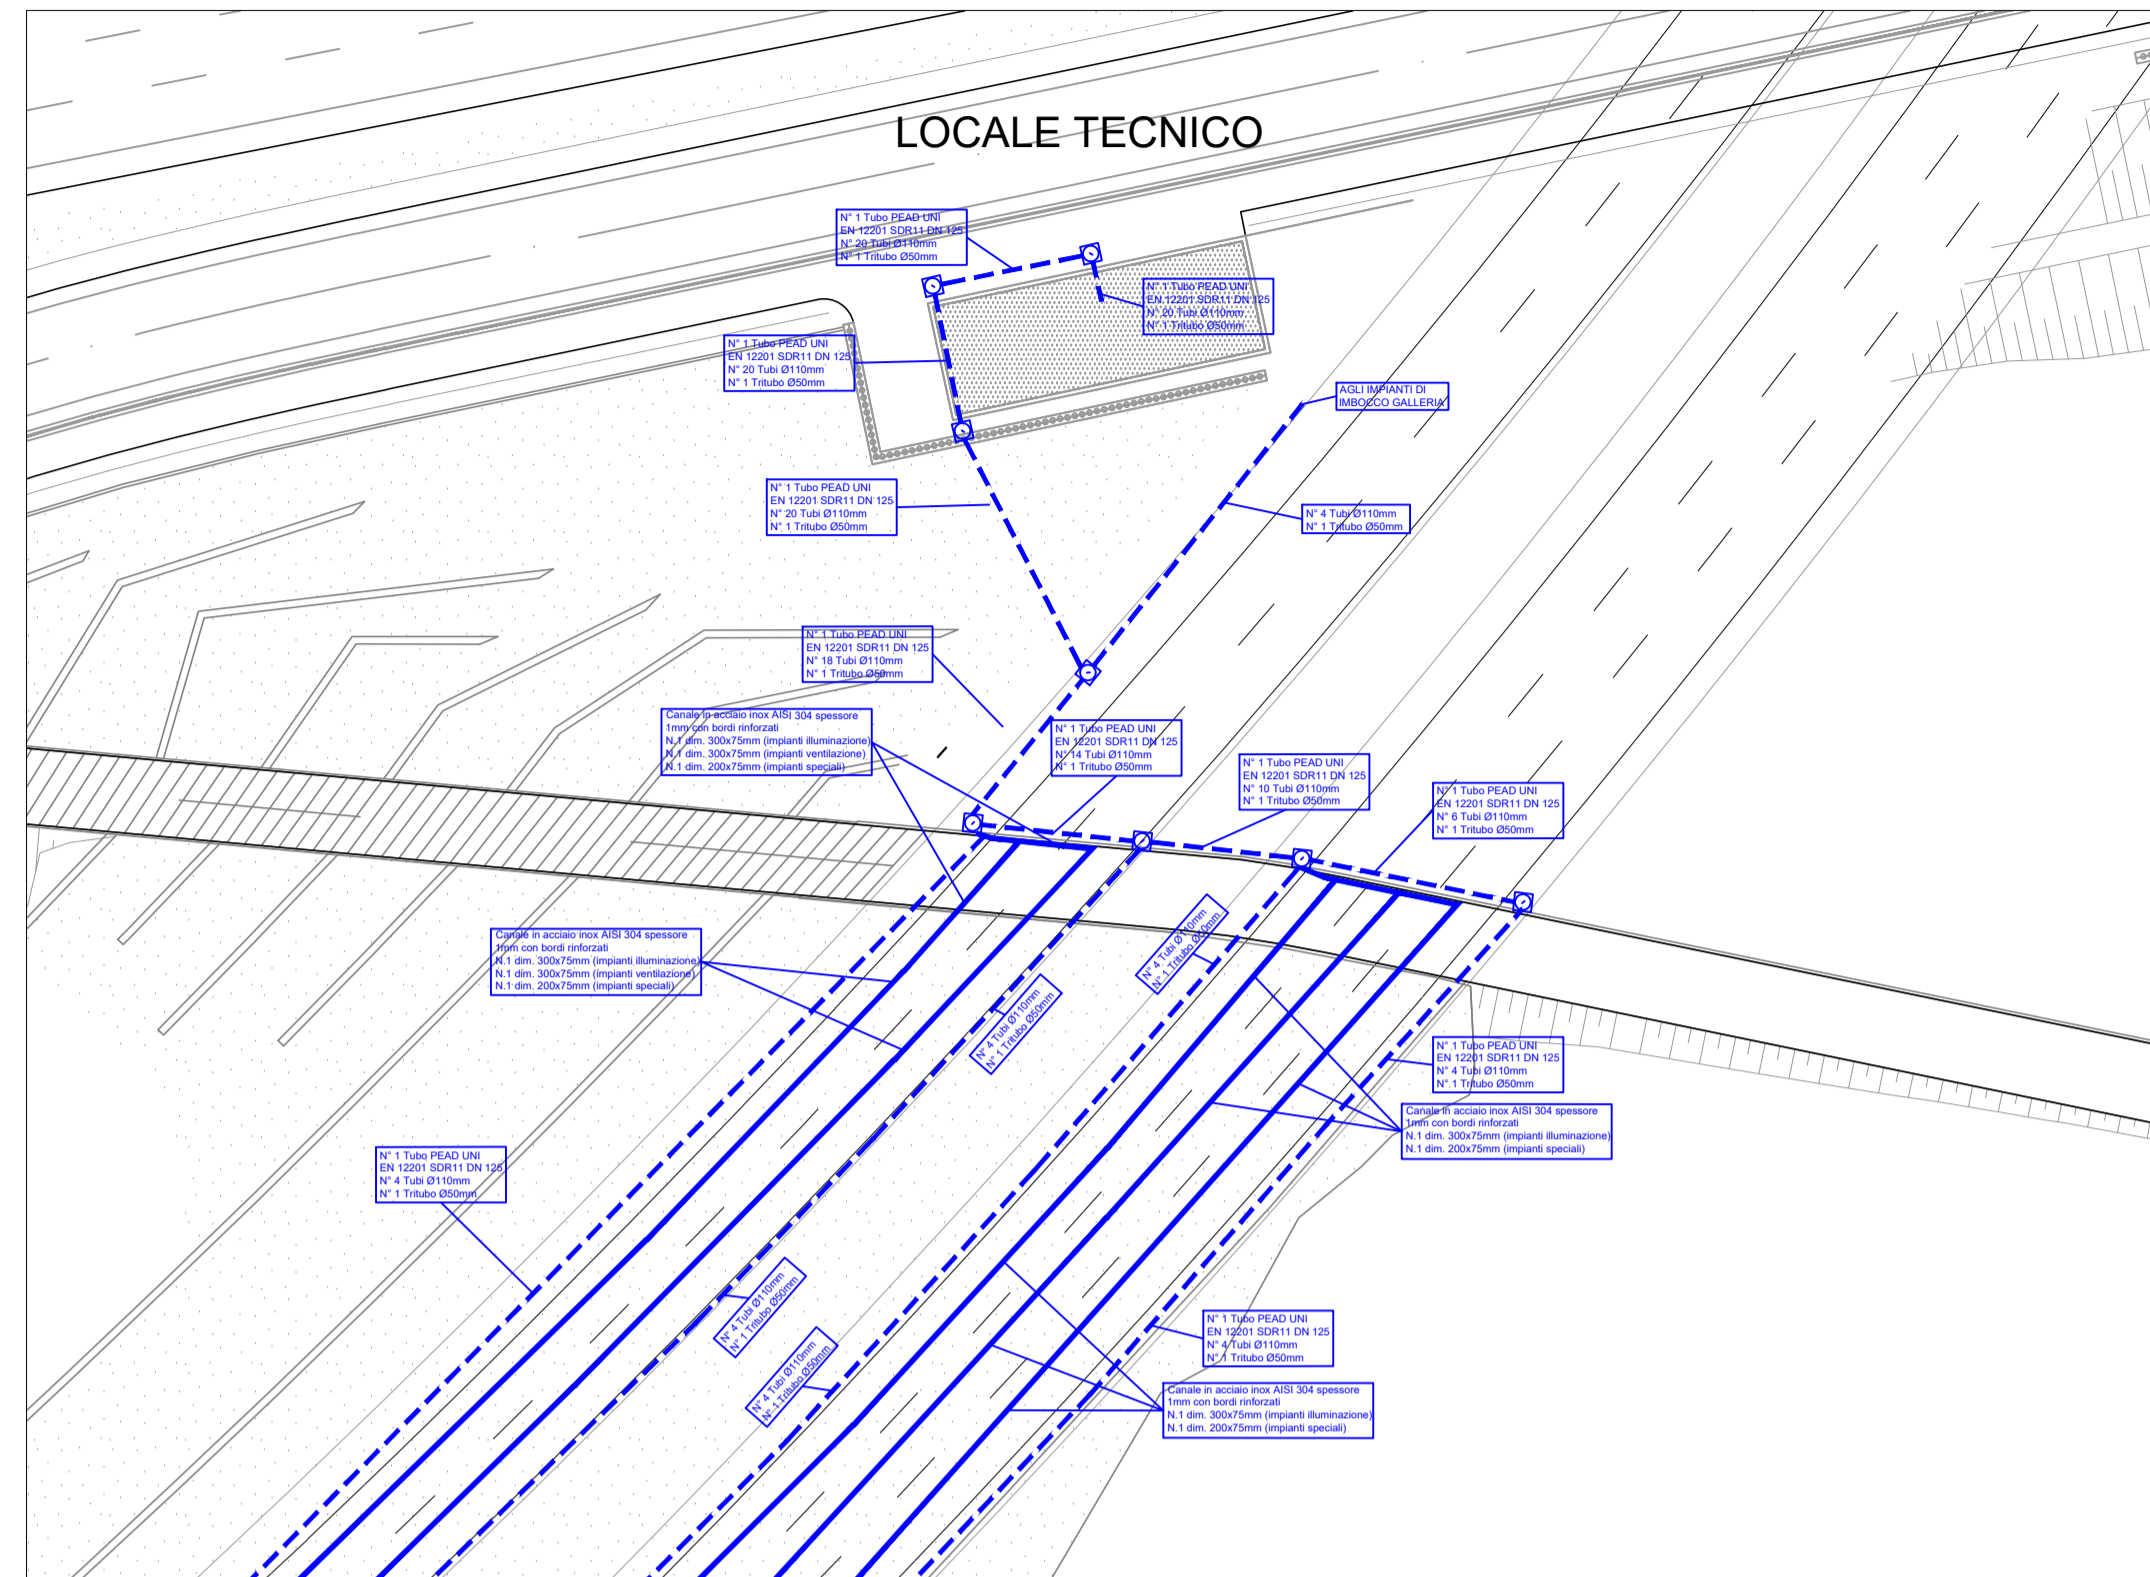 LOCALE TECNICO
N° 1 Tubo PEAD UNI
EN 12201 SDR11 DN 125
N° 20 Tubi Ø110mm
N° 1 Tritubo Ø50mm
N° 1 Tubo PEAD UNI
EN 12201 SDR11 DN 125
N° 20 Tubi Ø110mm
N° 1 Tritubo Ø50mm
N° 1 Tubo PEAD UNI
EN 12201 SDR11 DN 125
N° 20 Tubi Ø110mm
N° 1 Tritubo Ø50mm
AGLI IMPIANTI DI
IMBOCCO GALLERIA
N° 1 Tubo PEAD UNI
EN 12201 SDR11 DN 125
N° 20 Tubi Ø110mm
N° 1 Tritubo Ø50mm
N° 4 Tubi Ø110mm
N° 1 Tritubo Ø50mm
N° 1 Tubo PEAD UNI
EN 12201 SDR11 DN 125
N° 18 Tubi Ø110mm
N° 1 Tritubo Ø50mm
Canale in acciaio inox AISI 304 spessore
1mm con bordi rinforzati
N.1 dim. 300x75mm (impianti illuminazione)
N.1 dim. 300x75mm (impianti ventilazione)
N.1 dim. 200x75mm (impianti speciali)
N° 1 Tubo PEAD UNI
EN 12201 SDR11 DN 125
N° 14 Tubi Ø110mm
N° 1 Tritubo Ø50mm
N° 1 Tubo PEAD UNI
EN 12201 SDR11 DN 125
N° 10 Tubi Ø110mm
N° 1 Tritubo Ø50mm
N° 1 Tubo PEAD UNI
EN 12201 SDR11 DN 125
N° 6 Tubi Ø110mm
N° 1 Tritubo Ø50mm
Canale in acciaio inox AISI 304 spessore
1mm con bordi rinforzati
N.1 dim. 300x75mm (impianti illuminazione)
N.1 dim. 300x75mm (impianti ventilazione)
N.1 dim. 200x75mm (impianti speciali)
N° 4 Tubi Ø110mm
N° 1 Tritubo Ø50mm
N° 4 Tubi Ø110mm
N° 1 Tritubo Ø50mm
N° 1 Tubo PEAD UNI
EN 12201 SDR11 DN 125
N° 4 Tubi Ø110mm
N° 1 Tritubo Ø50mm
Canale in acciaio inox AISI 304 spessore
1mm con bordi rinforzati
N.1 dim. 300x75mm (impianti illuminazione)
N.1 dim. 200x75mm (impianti speciali)
N° 1 Tubo PEAD UNI
EN 12201 SDR11 DN 125
N° 4 Tubi Ø110mm
N° 1 Tritubo Ø50mm
N° 4 Tubi Ø110mm
N° 1 Tritubo Ø50mm
N° 4 Tubi Ø110mm
N° 1 Tritubo Ø50mm
N° 1 Tubo PEAD UNI
EN 12201 SDR11 DN 125
N° 4 Tubi Ø110mm
N° 1 Tritubo Ø50mm
Canale in acciaio inox AISI 304 spessore
1mm con bordi rinforzati
N.1 dim. 300x75mm (impianti illuminazione)
N.1 dim. 200x75mm (impianti speciali)